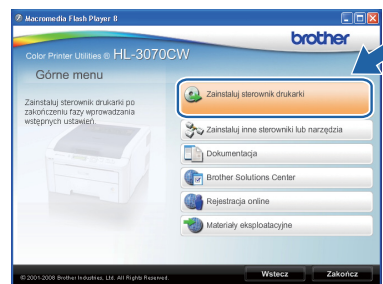 Macromedia Flash Player 8
brother
Color Printer Utilities ® HL-3070CW
Górne menu
Zainstaluj sterownik drukarki po
zakończeniu fazy wprowadzania
wstępnych ustawień.
Zainstaluj sterownik drukarki
Zainstaluj inne sterowniki lub narzędzia
Dokumentacja
Brother Solutions Center
Rejestracja online
Materiały eksploatacyjne
© 2001-2008 Brother Industries, Ltd. All Rights Reserved.
Wstecz
Zakończ